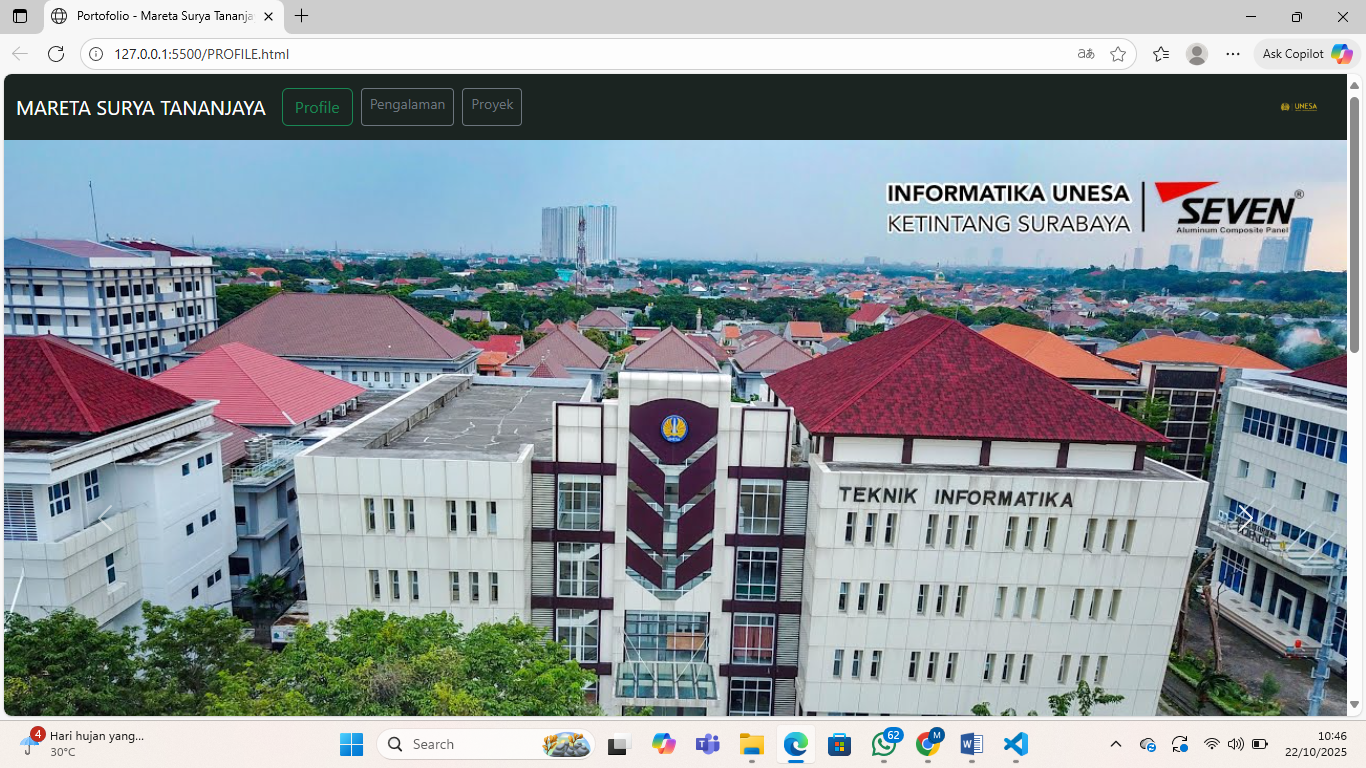 Portofolio - Mareta Surya Tananja
127.0.0.1:5500/PROFILE.html
Ask Copilot
MARETA SURYA TANANJAYA
Profile
Pengalaman
Proyek
UNESA
INFORMATIKA UNESA
KETINTANG SURABAYA
SEVEN®
Aluminum Composite Panel
UNESA
TEKNIK INFORMATIKA
4
Hari hujan yang...
30°C
Search
62
M
10:46
22/10/2025